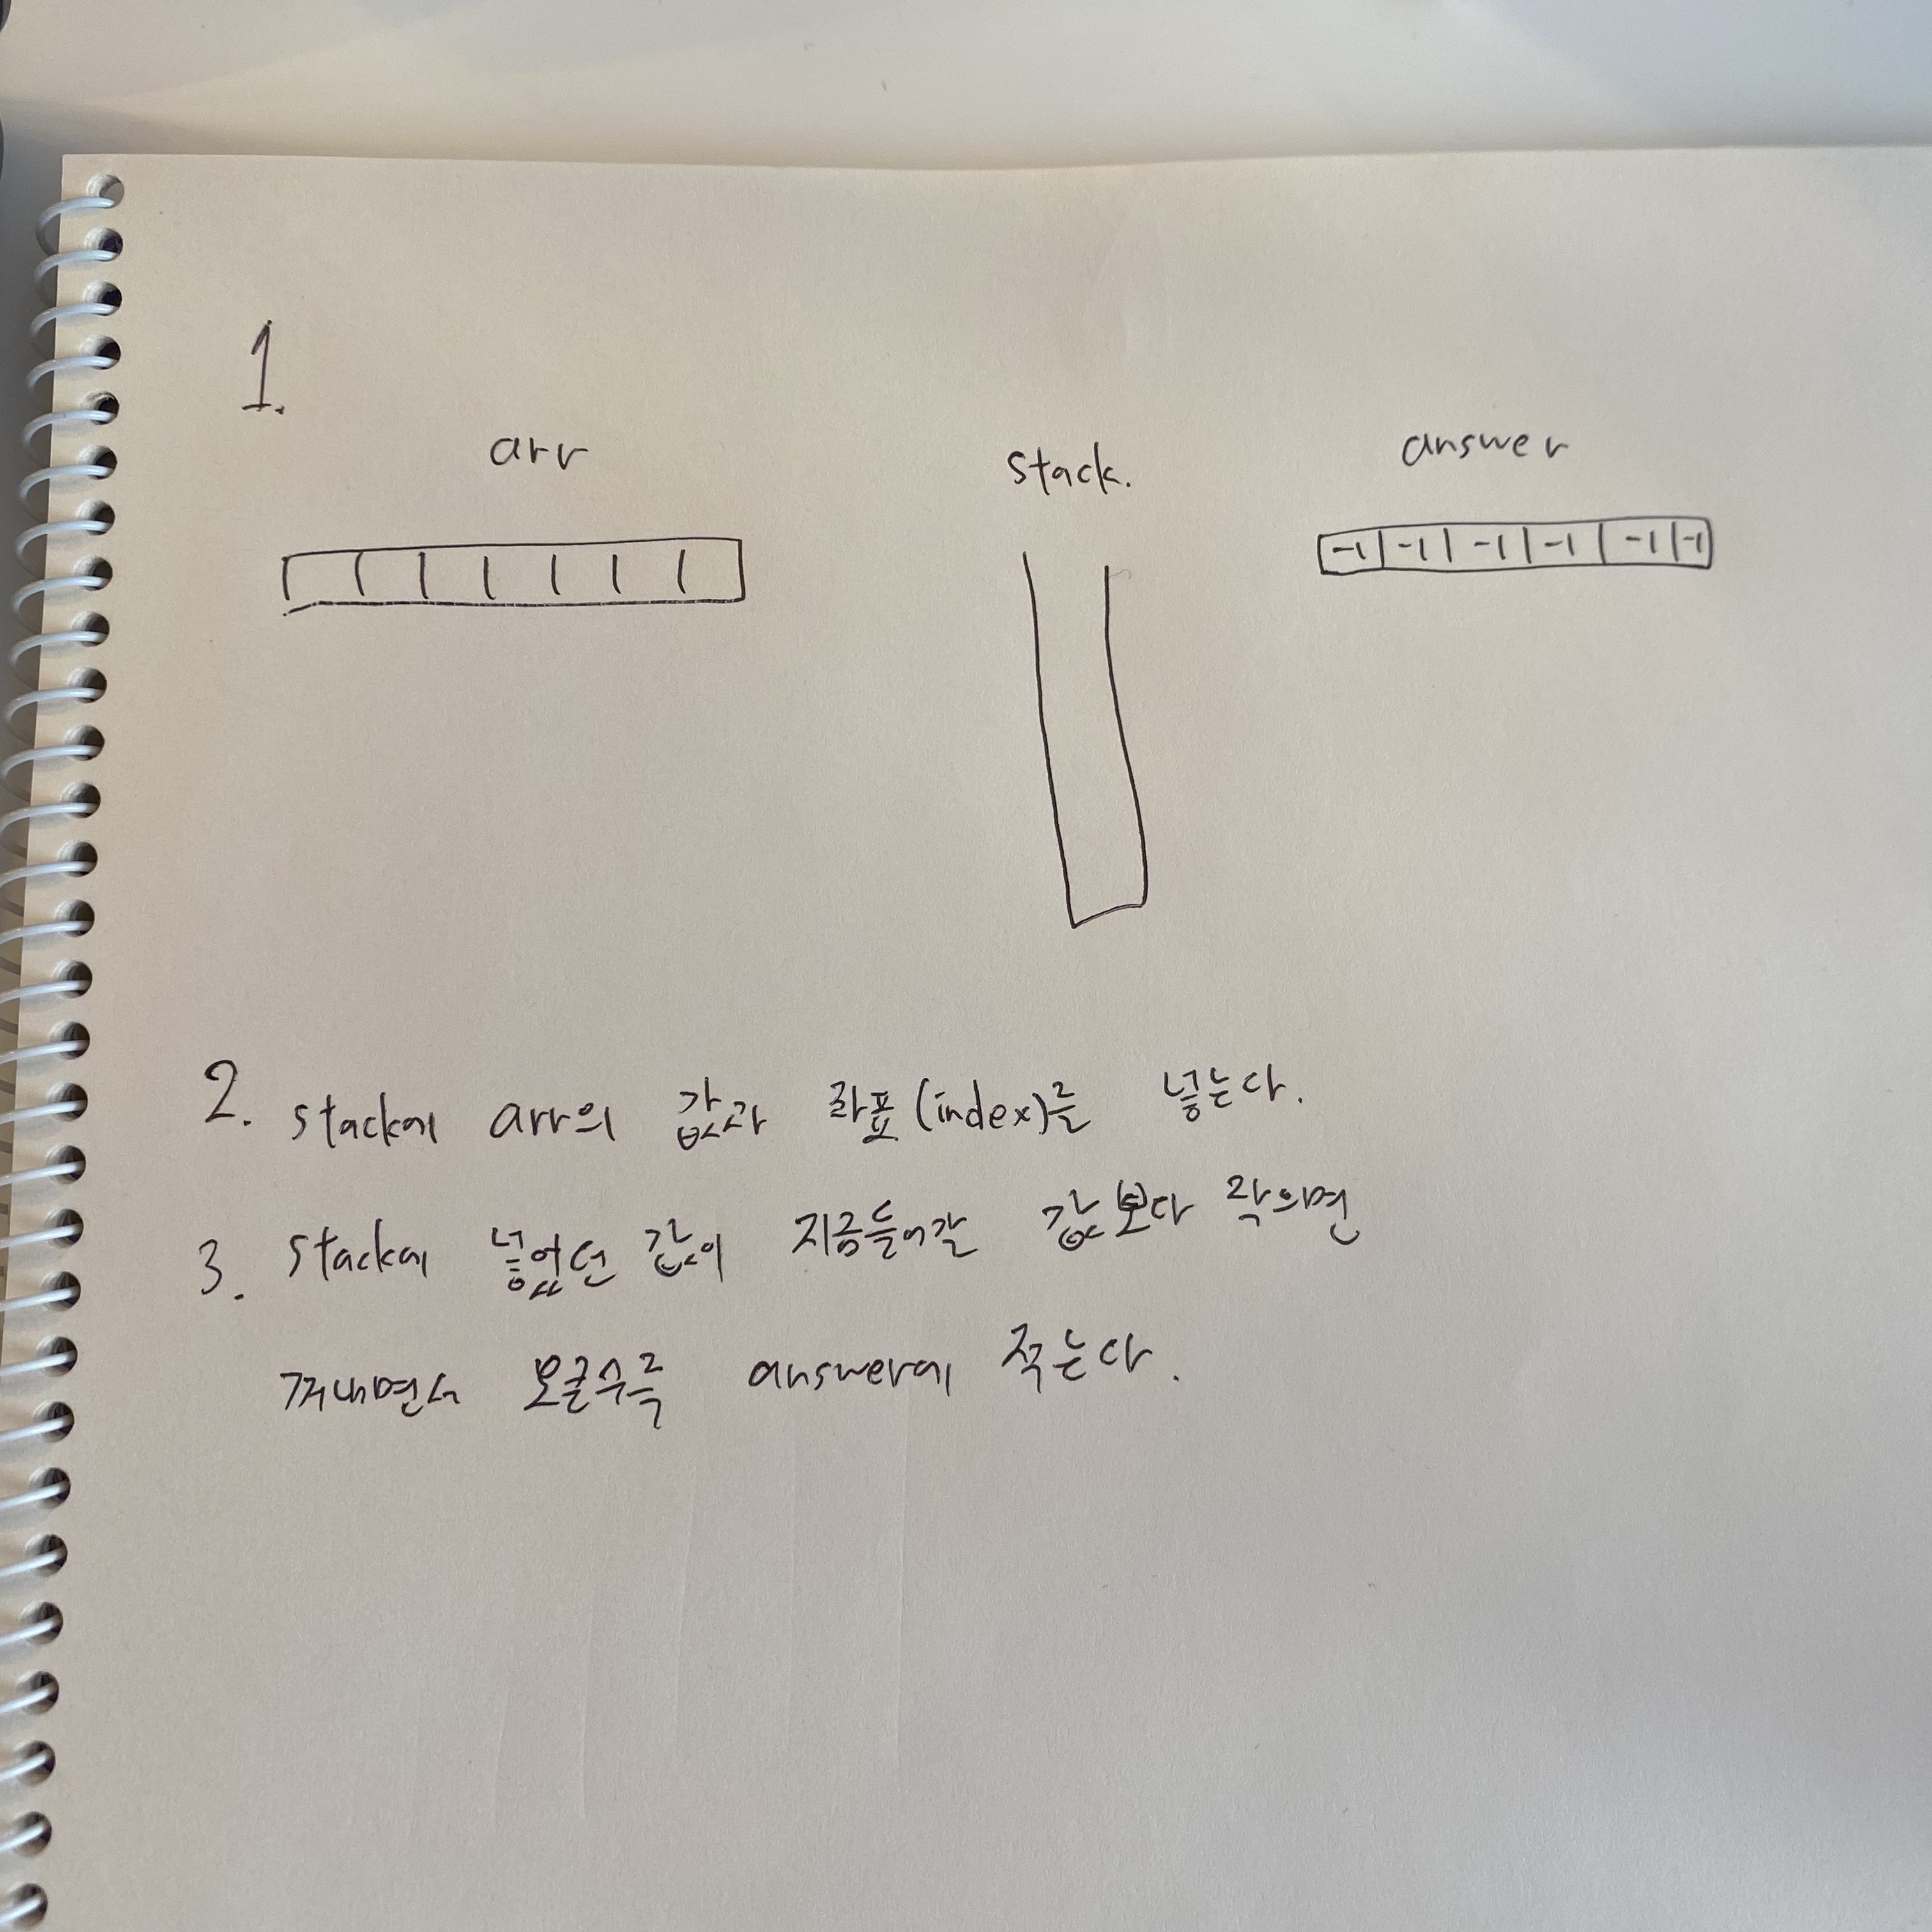 1.
arr
stack.
answer
-1 -1 -1 -1 -1 -1
2. stack에 arr의 값과 좌표(index)를 넣는다.
3. stack에 넣었던 값이 지금들어갈 값보다 작으면
꺼내면서 오큰수를 answer에 적는다.